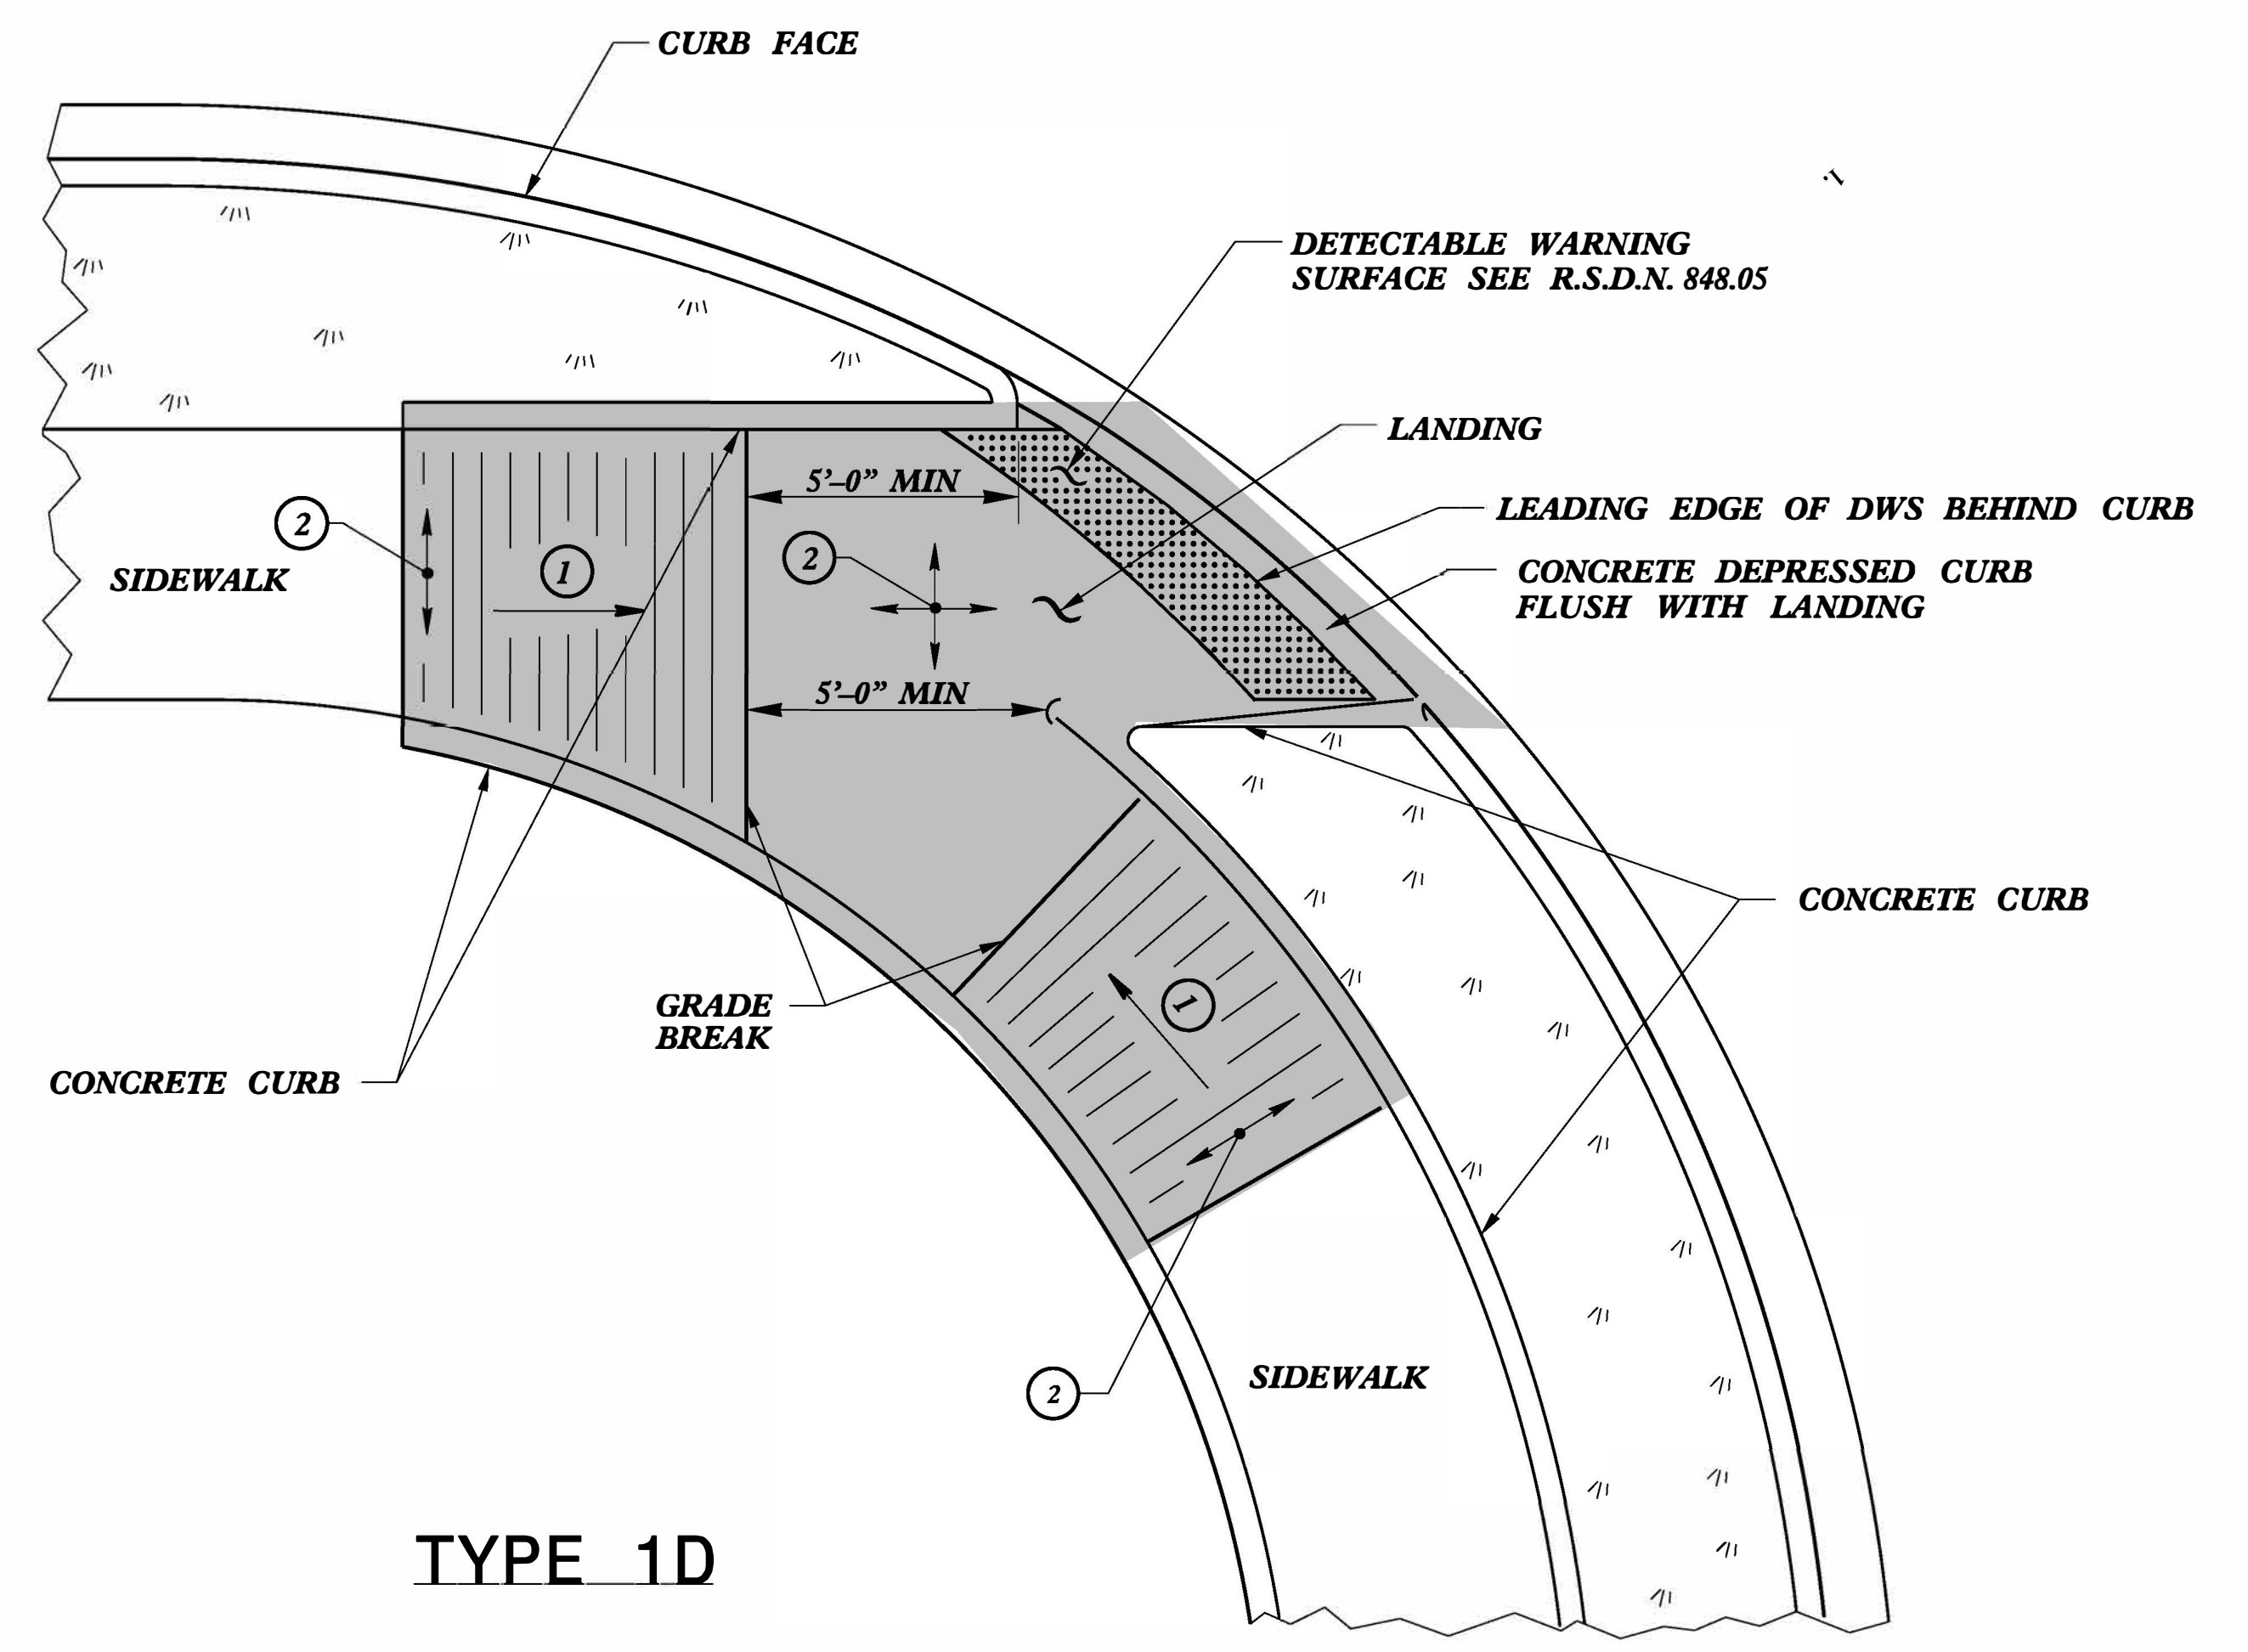 CURB FACE
DETECTABLE WARNING
SURFACE SEE R.S.D.N. 848.05
LANDING
5'-0" MIN
LEADING EDGE OF DWS BEHIND CURB
2
2
1
SIDEWALK
CONCRETE DEPRESSED CURB
FLUSH WITH LANDING
5'-0" MIN
CONCRETE CURB
GRADE
BREAK
1
CONCRETE CURB
2
SIDEWALK
TYPE 1D